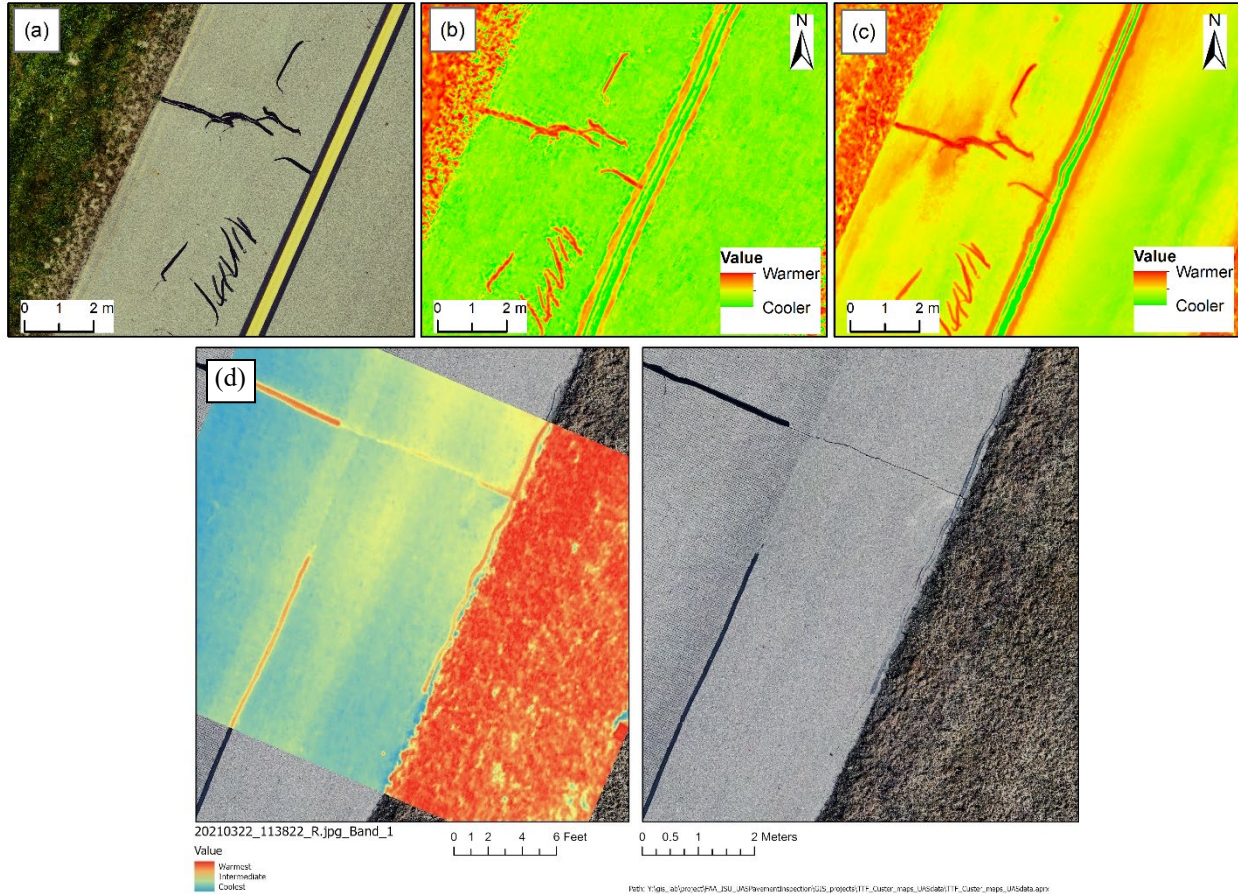 (a)
0 1 2 m
(b)
N
Value
Warmer
Cooler
0 1 2 m
(c)
N
Value
Warmer
Cooler
0 1 2 m
(d)
20210322_113822_R.jpg_Band_1
Value
Warmest
Intermediate
Coolest
0 1 2 4 6 Feet
0 0.5 1 2 Meters